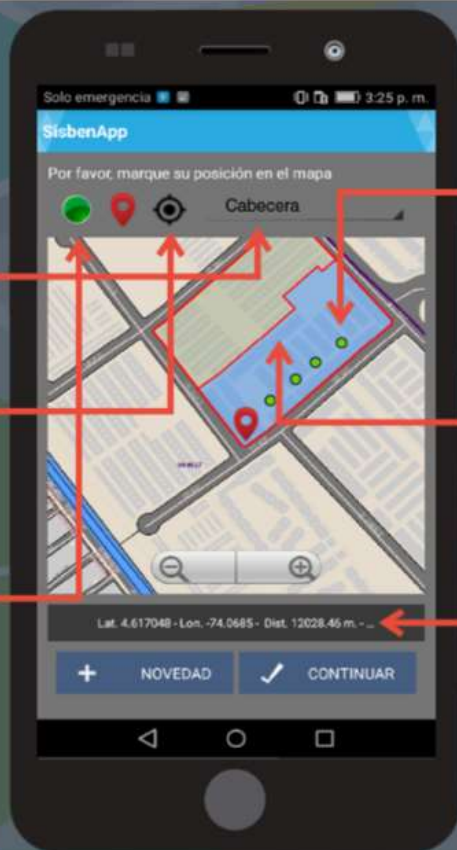 Solo emergencia
3:25 p. m.
SisbenApp
Por favor, marque su posición en el mapa
Cabecera
Lat. 4.617048 - Lon. -74.0685 - Dist. 12028.46 m. - ...
+ NOVEDAD
CONTINUAR